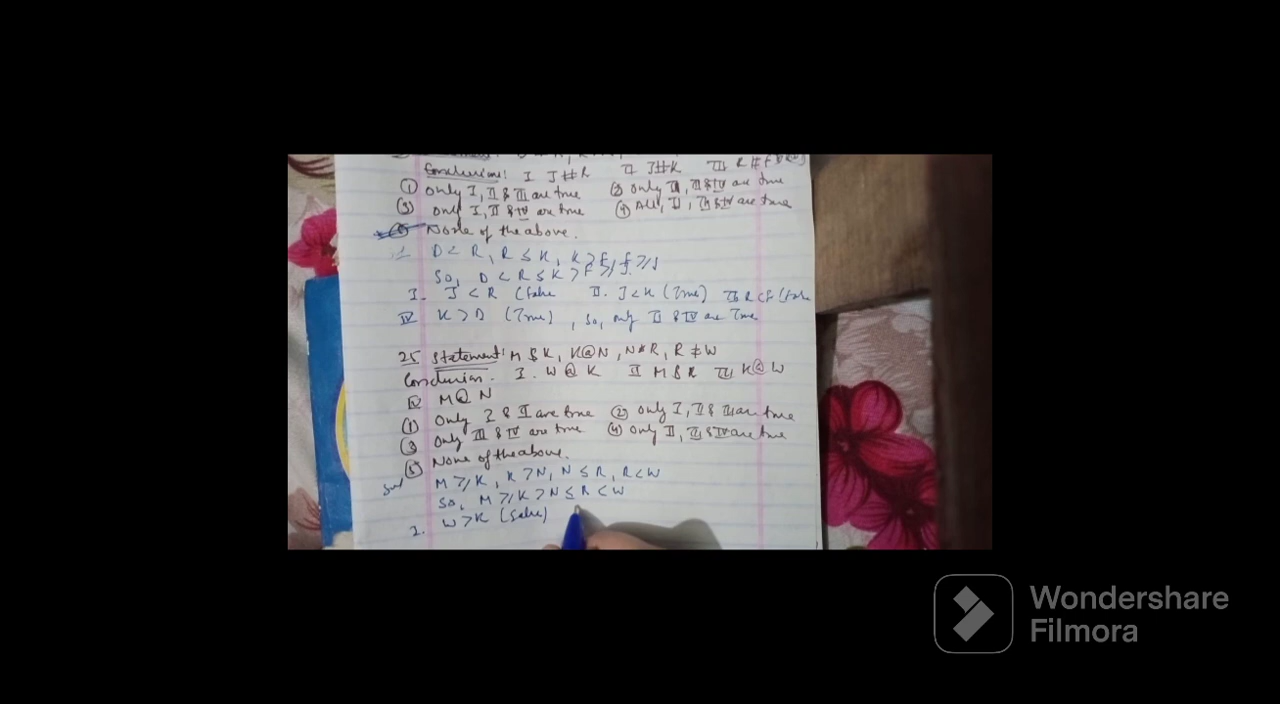 Conclusion: I J # R II J # K III R # F
① only I, II & III are true ② only II, III & IV are true
③ only I, II & IV are true ④ All, I, II, III & IV are true
⑤ None of the above.
D < R, R ≤ K, K > F, F ≥ J
So, D < R ≤ K > F ≥ J
I. J < R (False II. J < K (True) III R < F (False
IV K > D (True), So, only II & IV are True
25 Statement: M $ K, K @ N, N * R, R # W
Conclusion. I. W @ K II M $ R III K @ W
IV M @ N
① Only I & II are true ② only I, II & III are true
③ Only III & IV are true ④ only II, III & IV are true
⑤ None of the above.
Sol M ≥ K, K > N, N ≤ R, R < W
So, M ≥ K > N ≤ R < W
I. W > K (False)
Wondershare
Filmora